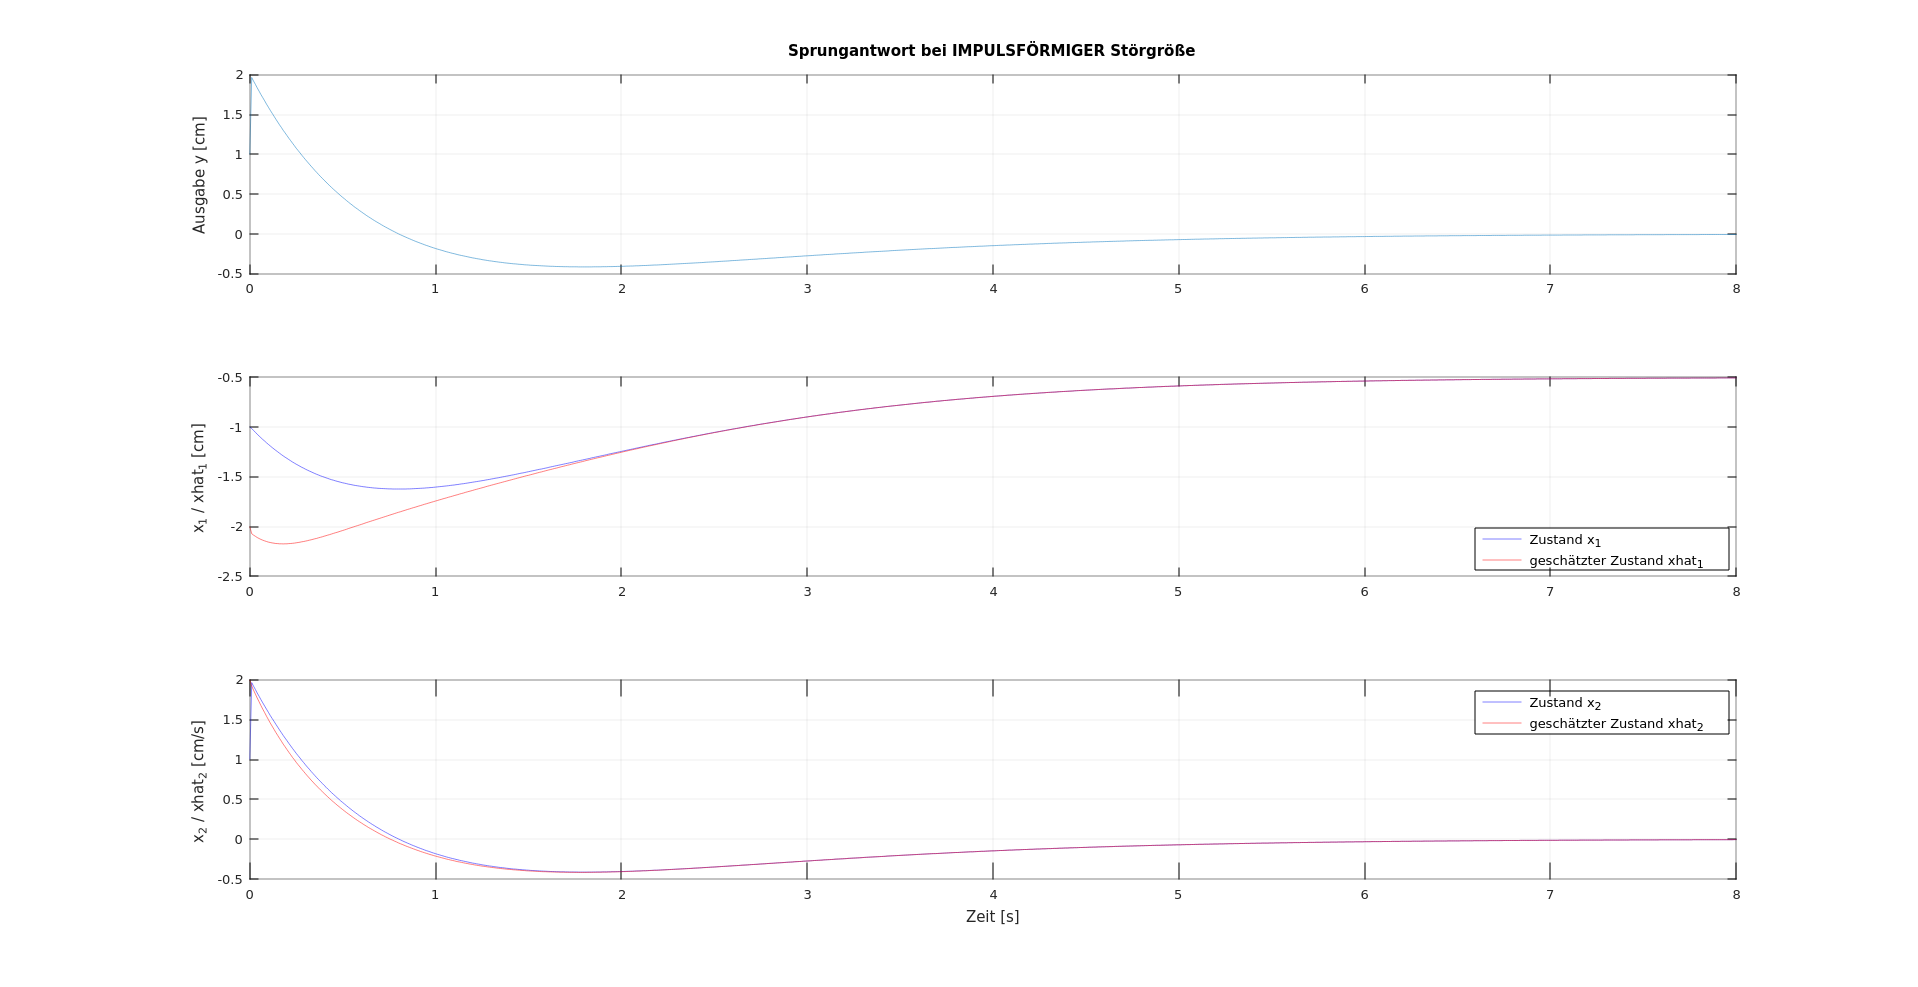 Sprungantwort bei IMPULSFÖRMIGER Störgröße
Ausgabe y [cm]
2
1.5
1
0.5
0
-0.5
0 1 2 3 4 5 6 7 8
x1 / xhat1 [cm]
-0.5
-1
-1.5
-2
-2.5
Zustand x1
geschätzter Zustand xhat1
0 1 2 3 4 5 6 7 8
x2 / xhat2 [cm/s]
2
1.5
1
0.5
0
-0.5
Zustand x2
geschätzter Zustand xhat2
0 1 2 3 4 5 6 7 8
Zeit [s]